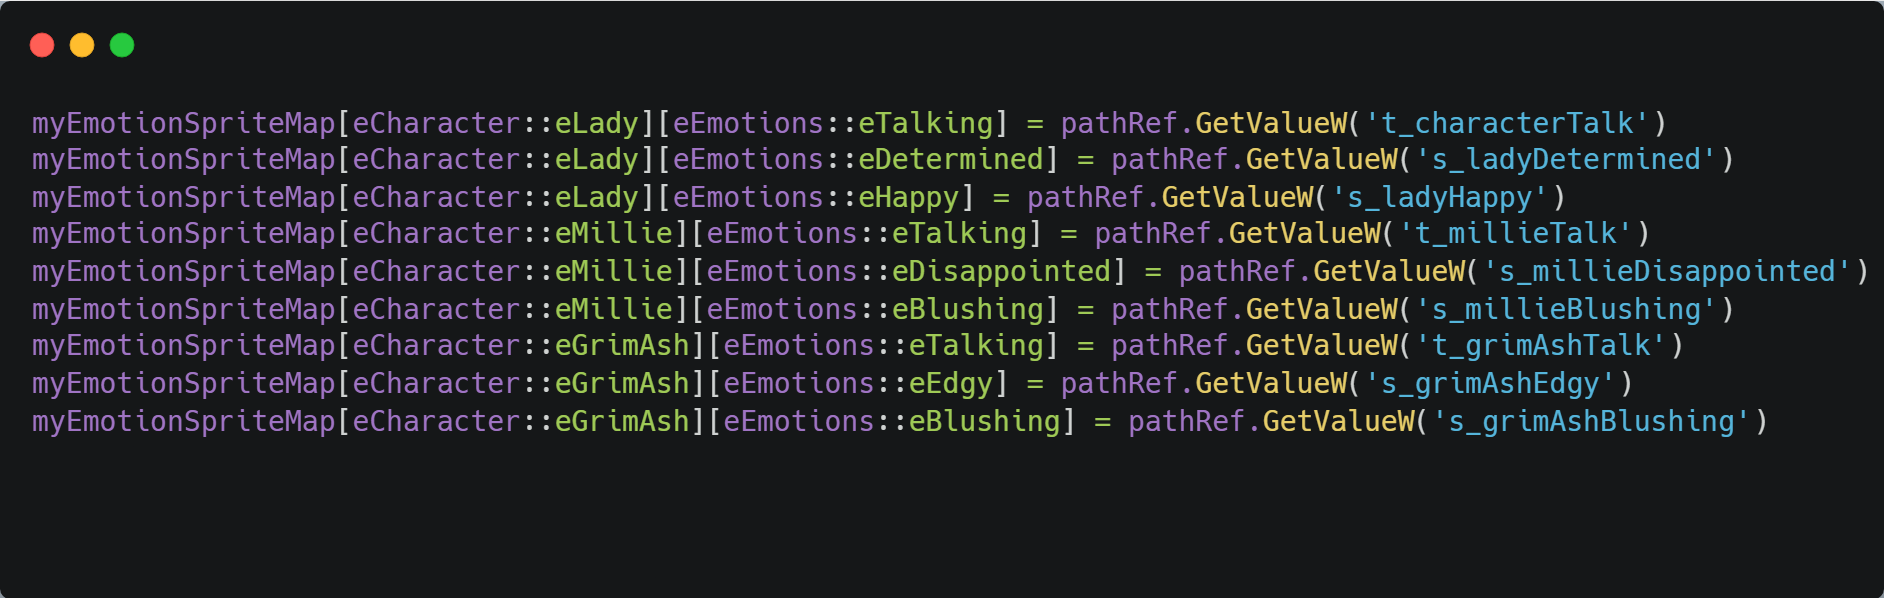 myEmotionSpriteMap[eCharacter::eLady][eEmotions::eTalking] = pathRef.GetValueW('t_characterTalk')
myEmotionSpriteMap[eCharacter::eLady][eEmotions::eDetermined] = pathRef.GetValueW('s_ladyDetermined')
myEmotionSpriteMap[eCharacter::eLady][eEmotions::eHappy] = pathRef.GetValueW('s_ladyHappy')
myEmotionSpriteMap[eCharacter::eMillie][eEmotions::eTalking] = pathRef.GetValueW('t_millieTalk')
myEmotionSpriteMap[eCharacter::eMillie][eEmotions::eDisappointed] = pathRef.GetValueW('s_millieDisappointed')
myEmotionSpriteMap[eCharacter::eMillie][eEmotions::eBlushing] = pathRef.GetValueW('s_millieBlushing')
myEmotionSpriteMap[eCharacter::eGrimAsh][eEmotions::eTalking] = pathRef.GetValueW('t_grimAshTalk')
myEmotionSpriteMap[eCharacter::eGrimAsh][eEmotions::eEdgy] = pathRef.GetValueW('s_grimAshEdgy')
myEmotionSpriteMap[eCharacter::eGrimAsh][eEmotions::eBlushing] = pathRef.GetValueW('s_grimAshBlushing')